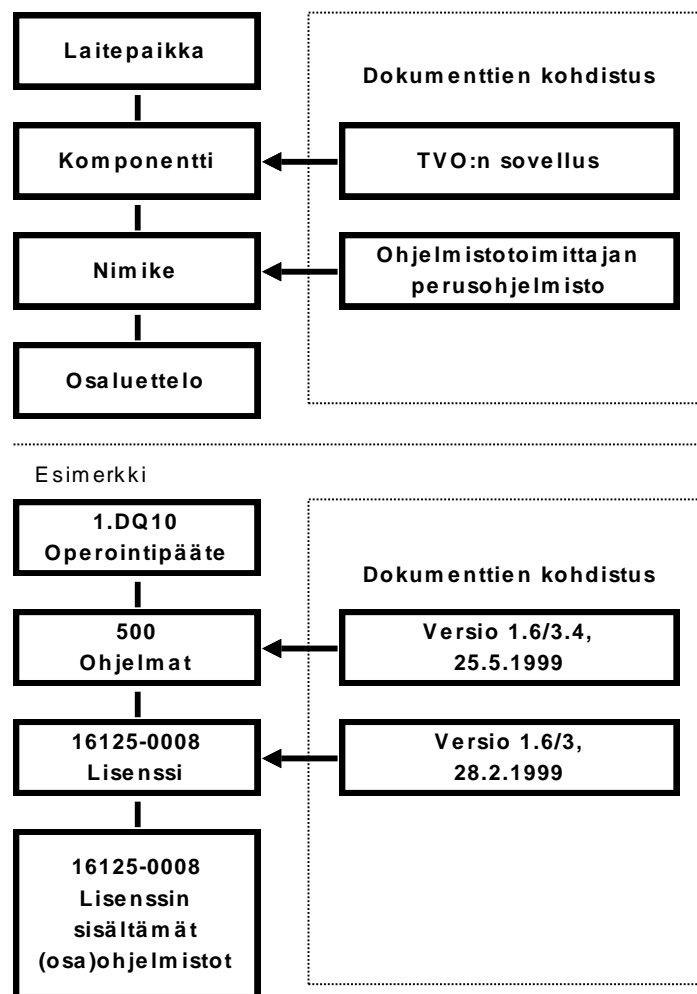 Laitepaikka
Dokumenttien kohdistus
Komponentti
TVO:n sovellus
Nimike
Ohjelmistotoimittajan
perusohjelmisto
Osaluettelo
Esimerkki
1.DQ10
Operointipääte
Dokumenttien kohdistus
500
Ohjelmat
Versio 1.6/3.4,
25.5.1999
16125-0008
Lisenssi
Versio 1.6/3,
28.2.1999
16125-0008
Lisenssin
sisältämät
(osa)ohjelmistot